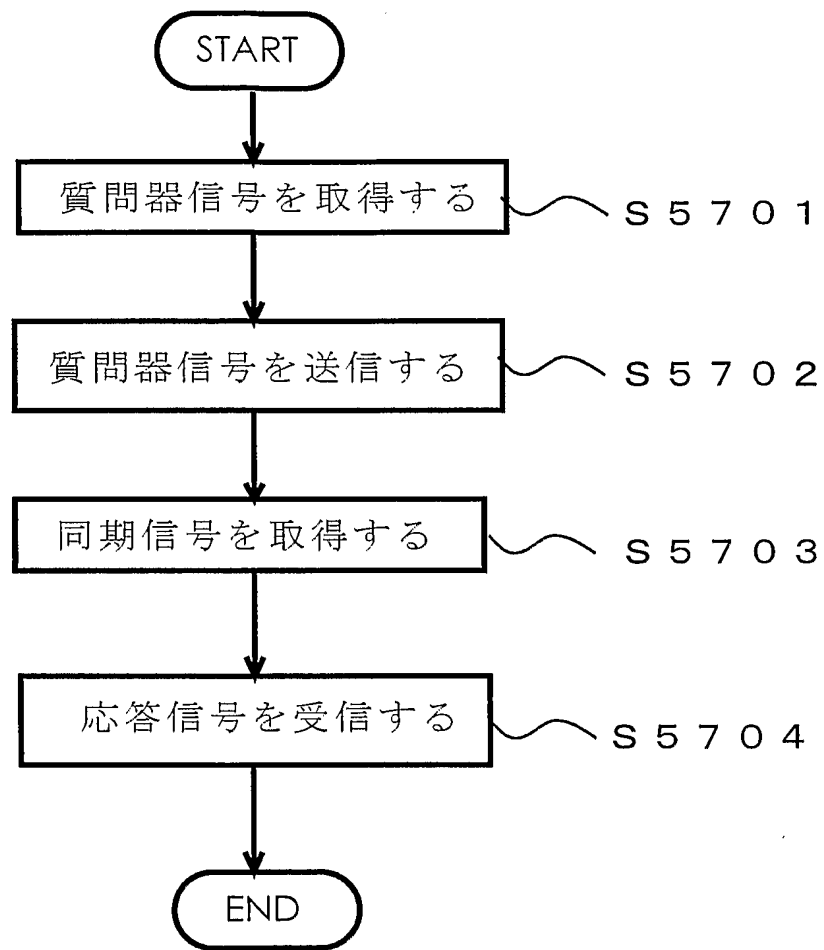 START
質問器信号を取得する
S5701
質問器信号を送信する
S5702
同期信号を取得する
S5703
応答信号を受信する
S5704
END